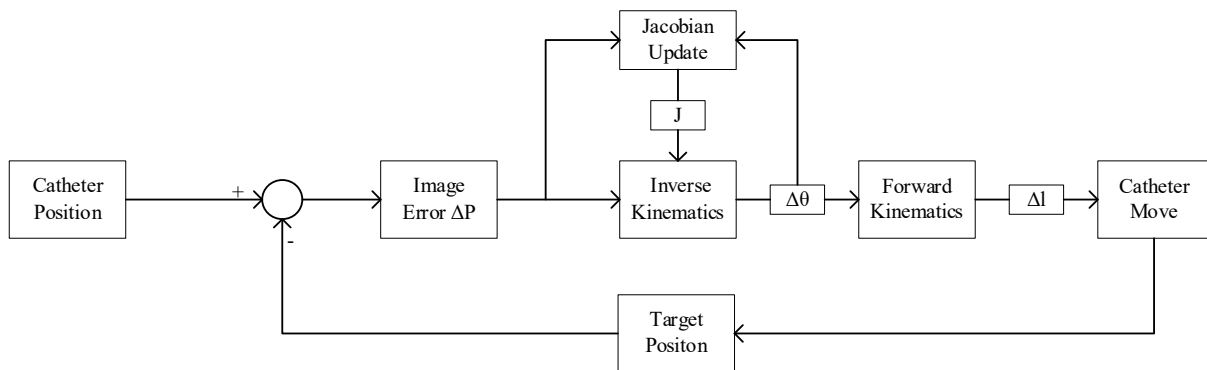 Jacobian
Update
J
Catheter
Position
+
-
Image
Error ΔP
Inverse
Kinematics
Δθ
Forward
Kinematics
Δl
Catheter
Move
Target
Positon